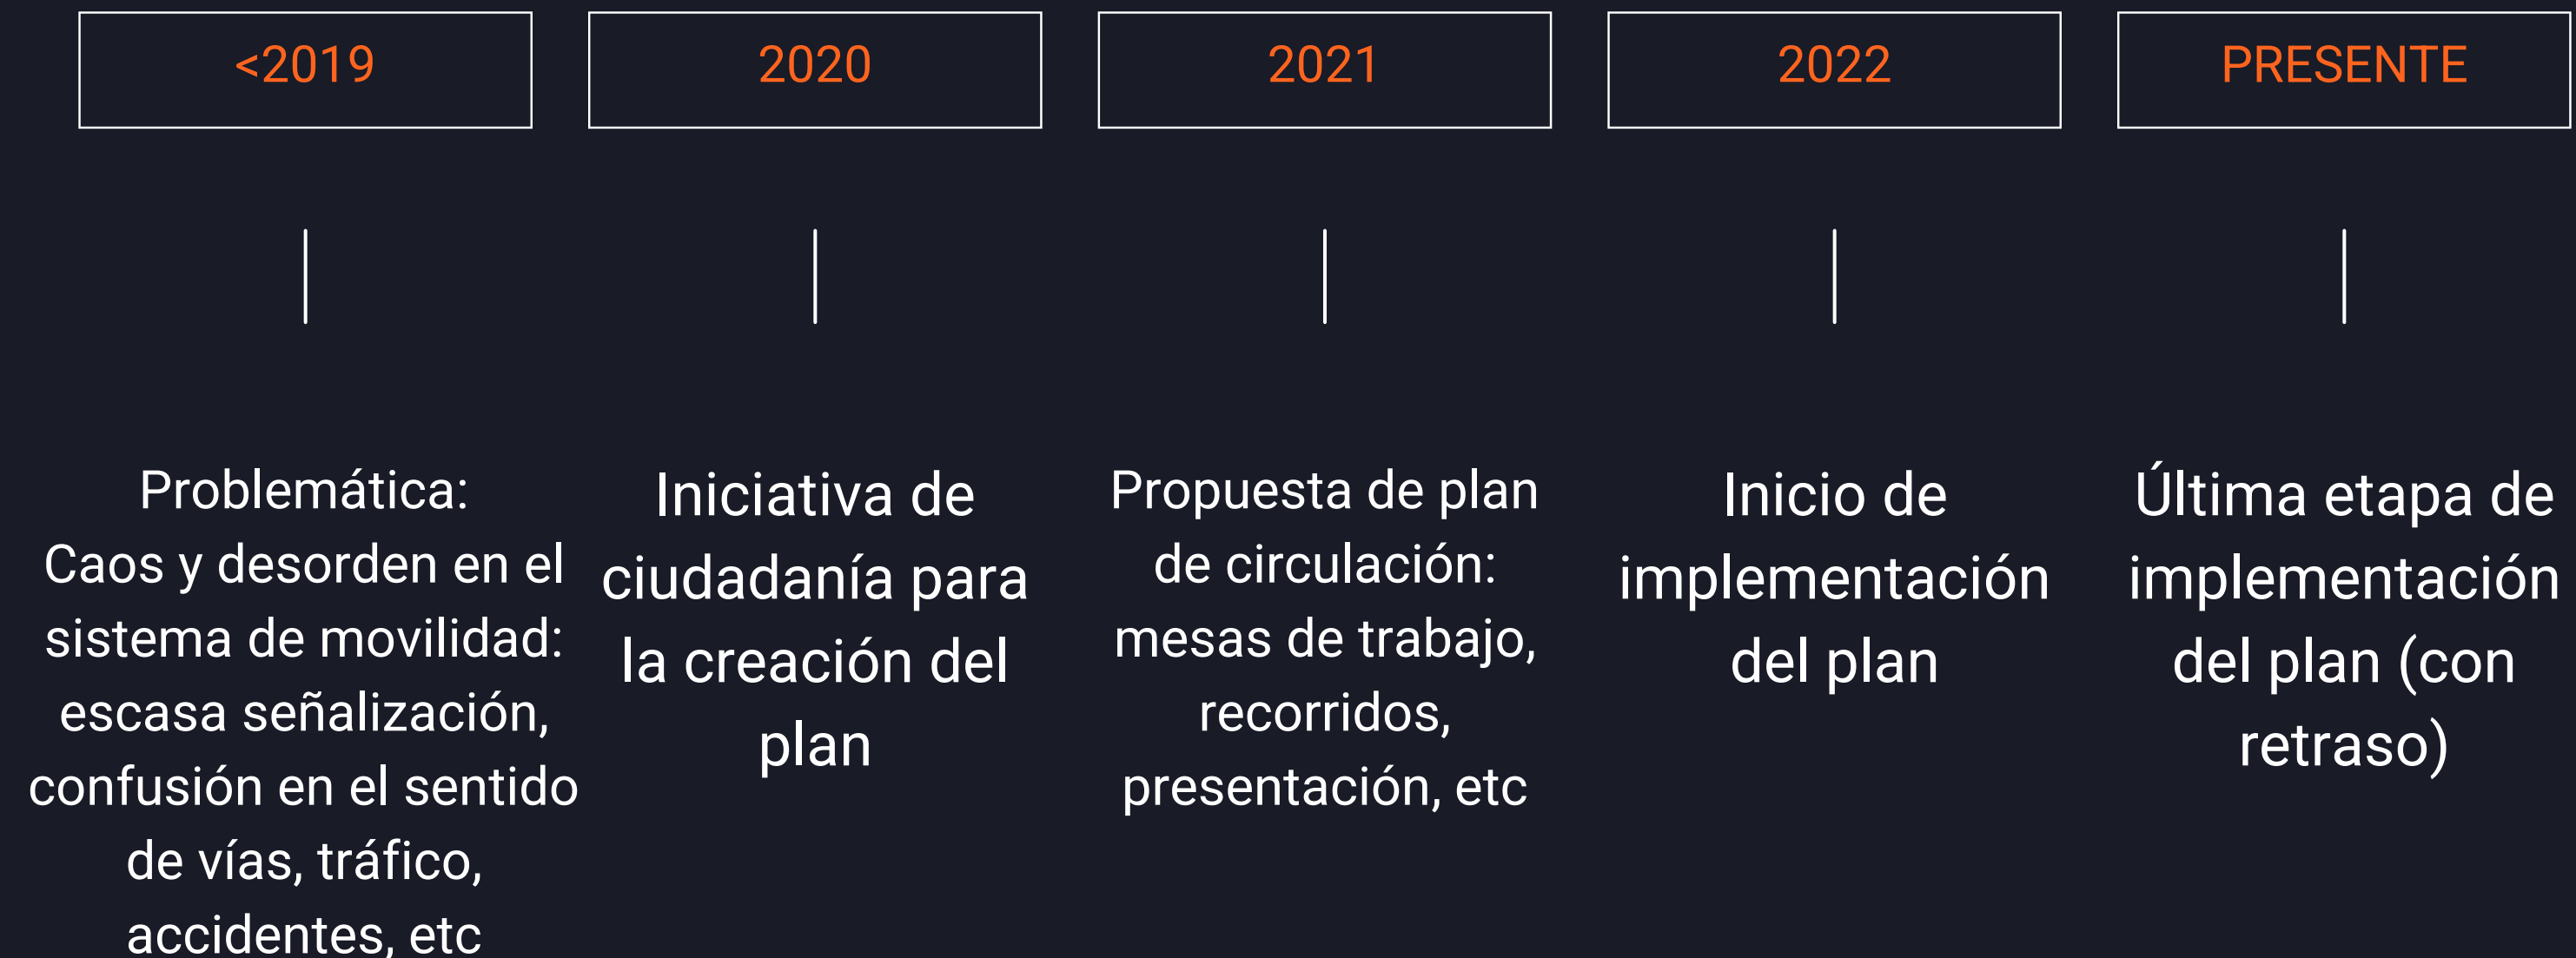 <2019
2020
2021
2022
PRESENTE
Problemática:
Caos y desorden en el
sistema de movilidad:
escasa señalización,
confusión en el sentido
de vías, tráfico,
accidentes, etc
Iniciativa de
ciudadanía para
la creación del
plan
Propuesta de plan
de circulación:
mesas de trabajo,
recorridos,
presentación, etc
Inicio de
implementación
del plan
Última etapa de
implementación
del plan (con
retraso)